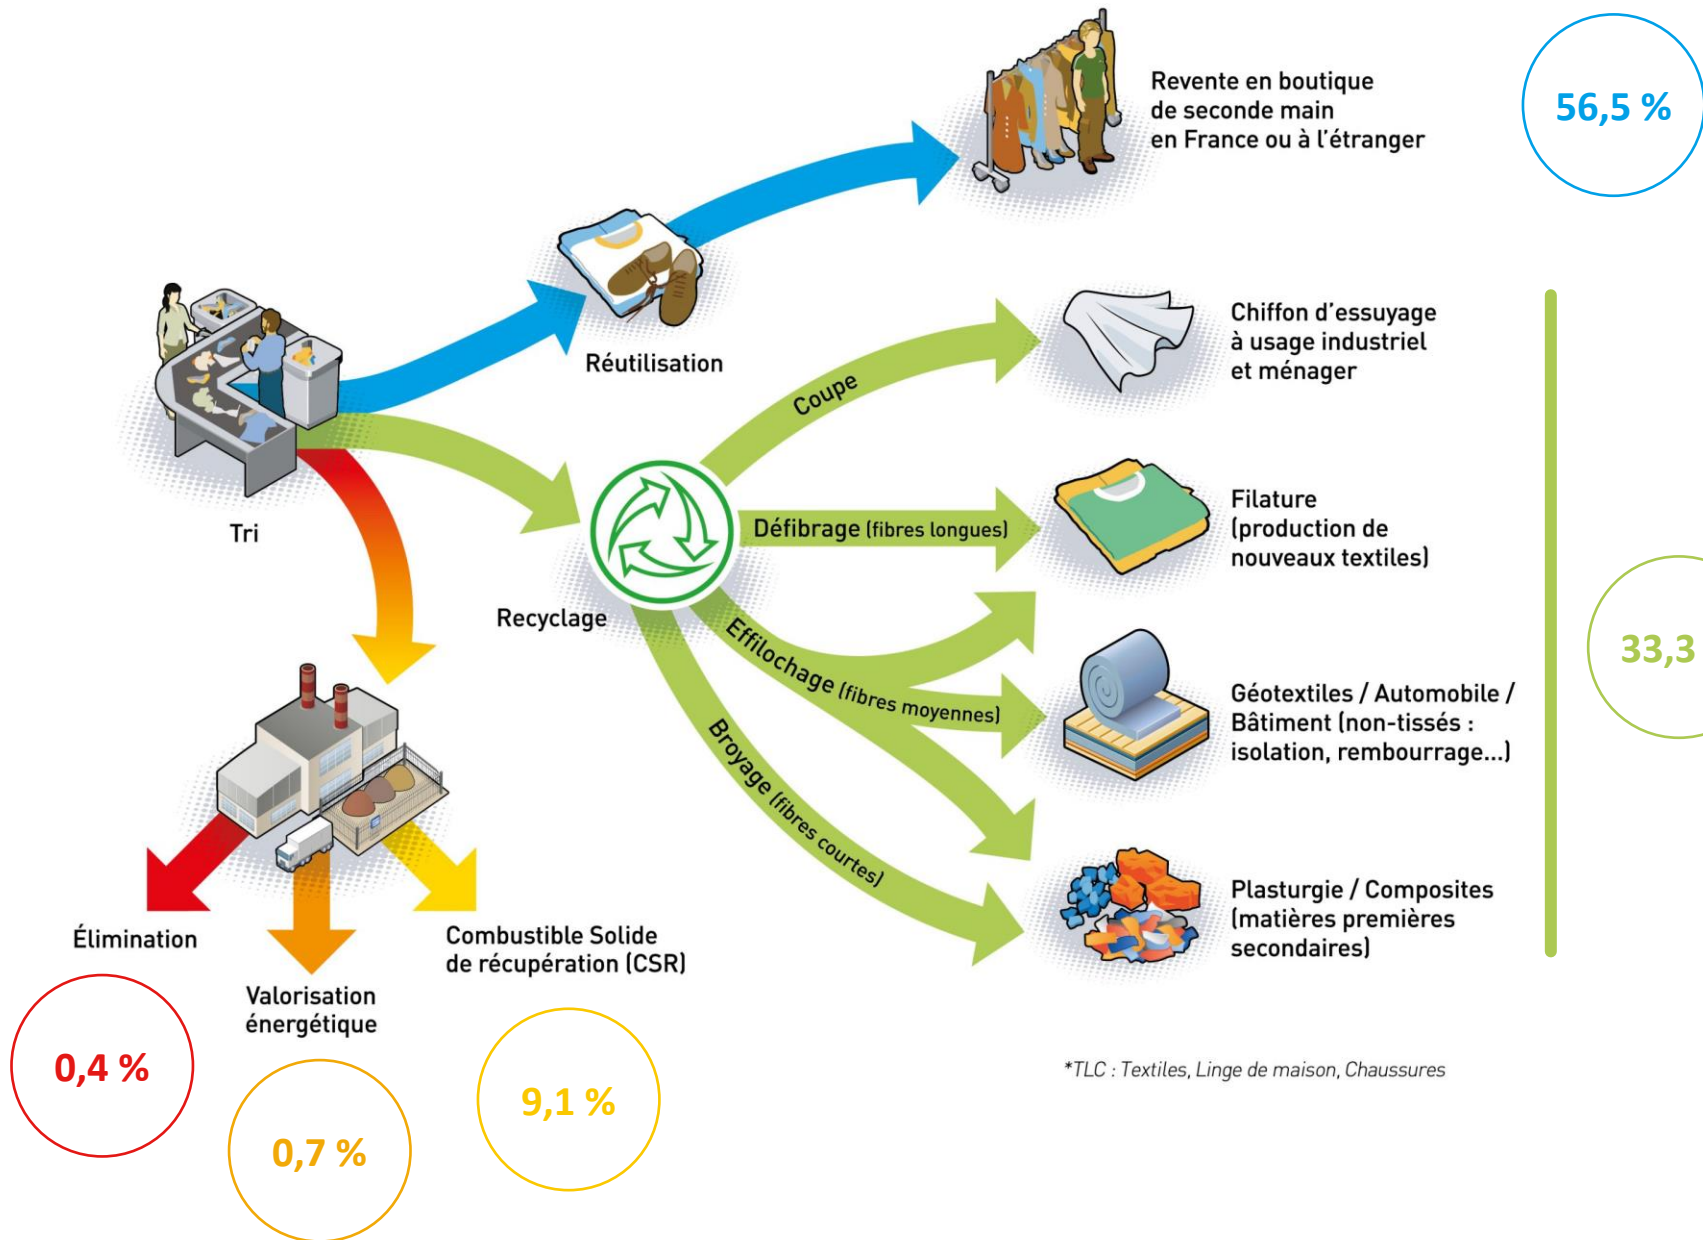 Revente en boutique
de seconde main
en France ou à l'étranger
56,5 %
Réutilisation
Chiffon d'essuyage
à usage industriel
et ménager
Coupe
Tri
Défibrage (fibres longues)
Filature
(production de
nouveaux textiles)
Recyclage
33,3
Effilochage (fibres moyennes)
Géotextiles / Automobile /
Bâtiment (non-tissés :
isolation, rembourrage...)
Broyage (fibres courtes)
Plasturgie / Composites
(matières premières
secondaires)
Élimination
Combustible Solide
de récupération (CSR)
Valorisation
énergétique
0,4 %
0,7 %
9,1 %
*TLC : Textiles, Linge de maison, Chaussures